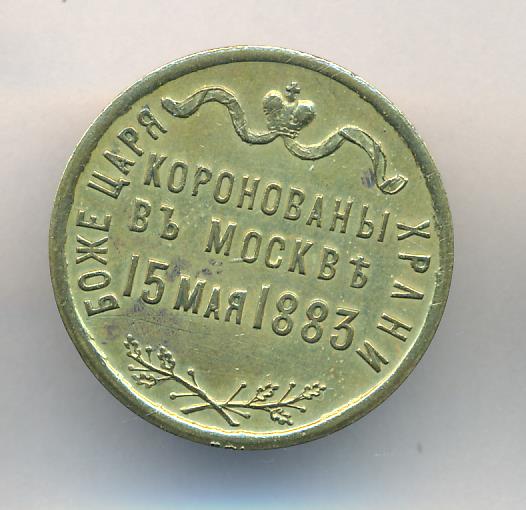 БОЖЕ ЦАРЯ ХРАНИ
КОРОНОВАНЫ
ВЪ МОСКВѢ
15 МАЯ 1883